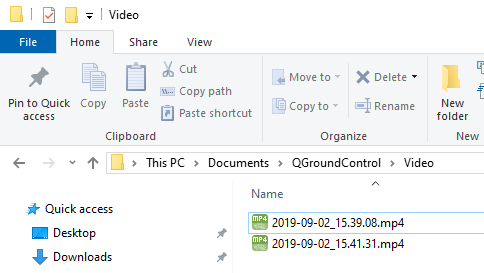 Video
File Home Share View
Pin to Quick access
Copy
Paste
Cut
Copy path
Paste shortcut
Clipboard
Move to
Copy to
Delete
Rename
Organize
New folder
New
This PC > Documents > QGroundControl > Video
Quick access
Desktop
Downloads
Name
2019-09-02_15.39.08.mp4
2019-09-02_15.41.31.mp4